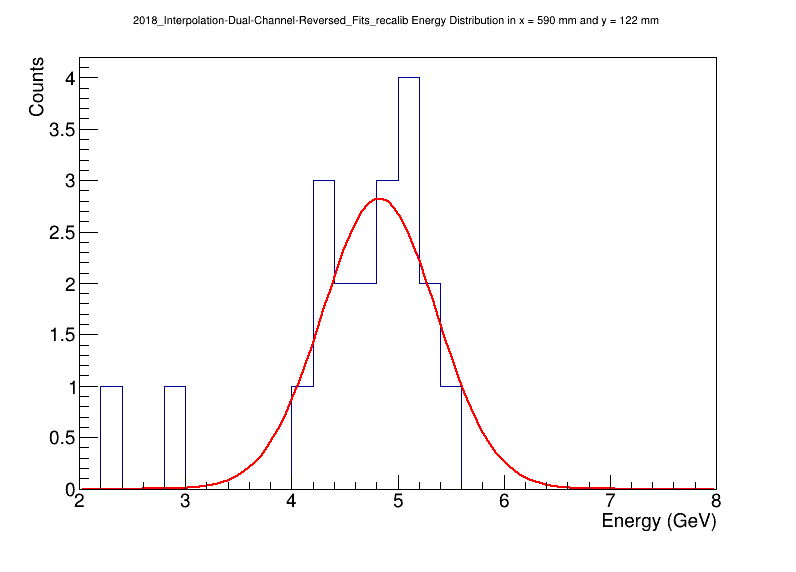 2018_Interpolation-Dual-Channel-Reversed_Fits_recalib Energy Distribution in x = 590 mm and y = 122 mm
Counts
4
3.5
3
2.5
2
1.5
1
0.5
0
2 3 4 5 6 7 8
Energy (GeV)